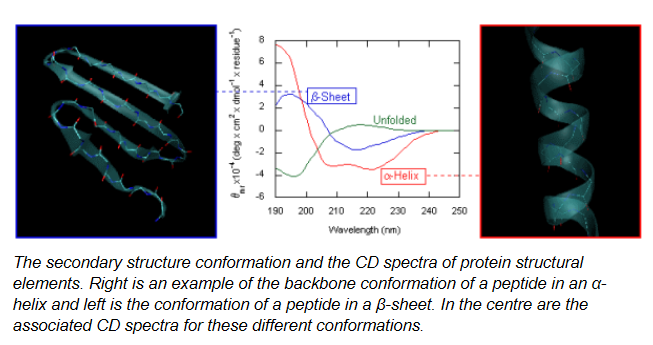 8
6
4
2
0
-2
-4
-6
θm.r. x10⁻⁴ (deg x cm² x dmol⁻¹ x residue⁻¹)
β-Sheet
Unfolded
α-Helix
190 200 210 220 230 240 250
Wavelength (nm)
The secondary structure conformation and the CD spectra of protein structural
elements. Right is an example of the backbone conformation of a peptide in an α-
helix and left is the conformation of a peptide in a β-sheet. In the centre are the
associated CD spectra for these different conformations.